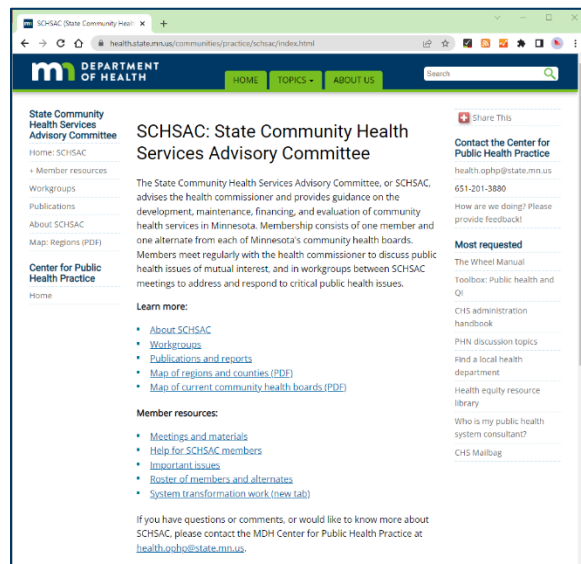 SCHSAC (State Community Healt
health.state.mn.us/communities/practice/schsac/index.html
DEPARTMENT
OF HEALTH
HOME
TOPICS
ABOUT US
Search
State Community
Health Services
Advisory Committee
Home: SCHSAC
+ Member resources
Workgroups
Publications
About SCHSAC
Map: Regions (PDF)
Center for Public
Health Practice
Home
SCHSAC: State Community Health
Services Advisory Committee
The State Community Health Services Advisory Committee, or SCHSAC,
advises the health commissioner and provides guidance on the
development, maintenance, financing, and evaluation of community
health services in Minnesota. Membership consists of one member and
one alternate from each of Minnesota's community health boards.
Members meet regularly with the health commissioner to discuss public
health issues of mutual interest, and in workgroups between SCHSAC
meetings to address and respond to critical public health issues.
Learn more:
About SCHSAC
Workgroups
Publications and reports
Map of regions and counties (PDF)
Map of current community health boards (PDF)
Member resources:
Meetings and materials
Help for SCHSAC members
Important issues
Roster of members and alternates
System transformation work (new tab)
If you have questions or comments, or would like to know more about
SCHSAC, please contact the MDH Center for Public Health Practice at
health.ophp@state.mn.us.
Share This
Contact the Center for
Public Health Practice
health.ophp@state.mn.us
651-201-3880
How are we doing? Please
provide feedback!
Most requested
The Wheel Manual
Toolbox: Public health and
QI
CHS administration
handbook
PHN discussion topics
Find a local health
department
Health equity resource
library
Who is my public health
system consultant?
CHS Mailbag